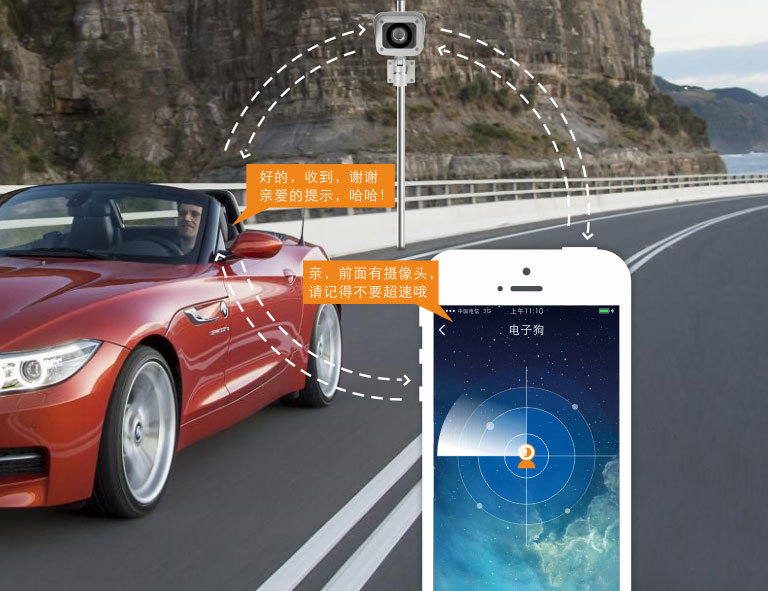 好的，收到，谢谢
亲爱的提示，哈哈！
亲，前面有摄像头，
请记得不要超速哦
中国电信 3G 上午11:10
电子狗